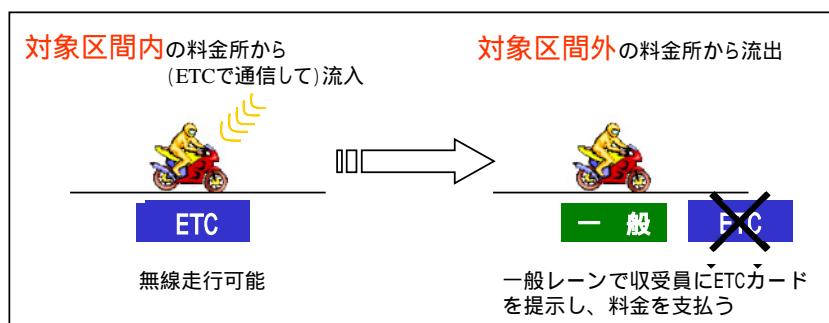 対象区間内の料金所から
(ETCで通信して)流入
ETC
無線走行可能
対象区間外の料金所から流出
一 般
ETC
一般レーンで収受員にETCカード
を提示し、料金を支払う